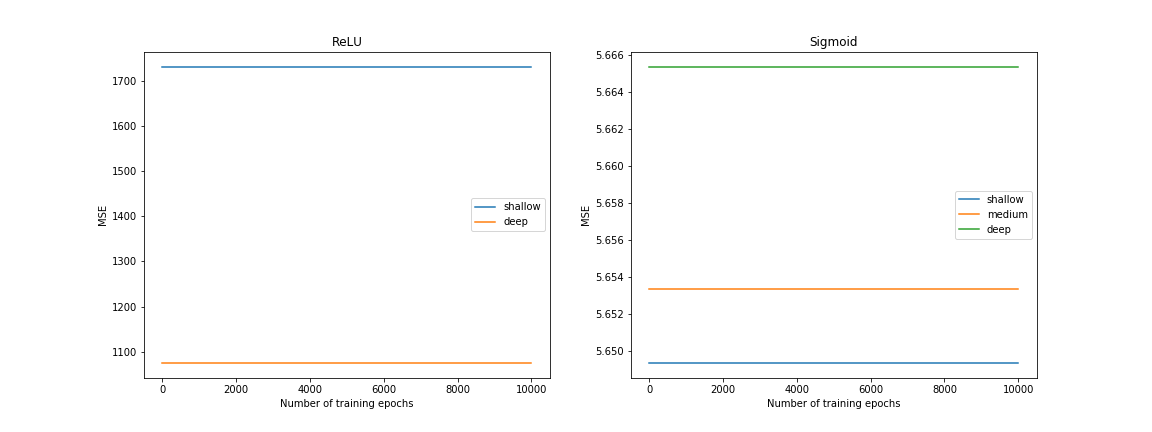 ReLU
1700
1600
1500
1400
1300
1200
1100
MSE
0 2000 4000 6000 8000 10000
Number of training epochs
shallow
deep
Sigmoid
5.666
5.664
5.662
5.660
5.658
5.656
5.654
5.652
5.650
MSE
0 2000 4000 6000 8000 10000
Number of training epochs
shallow
medium
deep